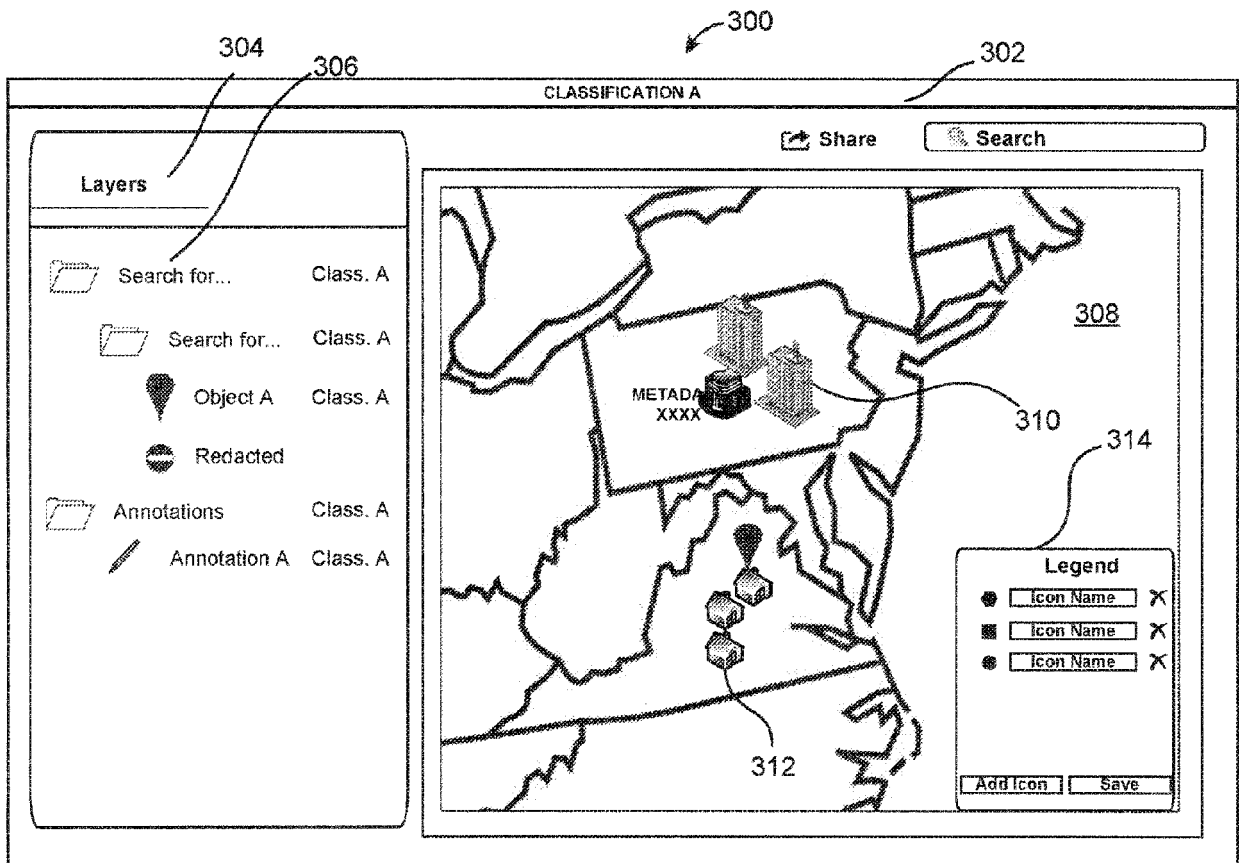 300
304
306
302
CLASSIFICATION A
Share
Search
Layers
Search for... Class. A
Search for... Class. A
Object A Class. A
Redacted
Annotations Class. A
Annotation A Class. A
308
METADA
XXXX
310
314
312
Legend
Icon Name
Icon Name
Icon Name
Add Icon Save